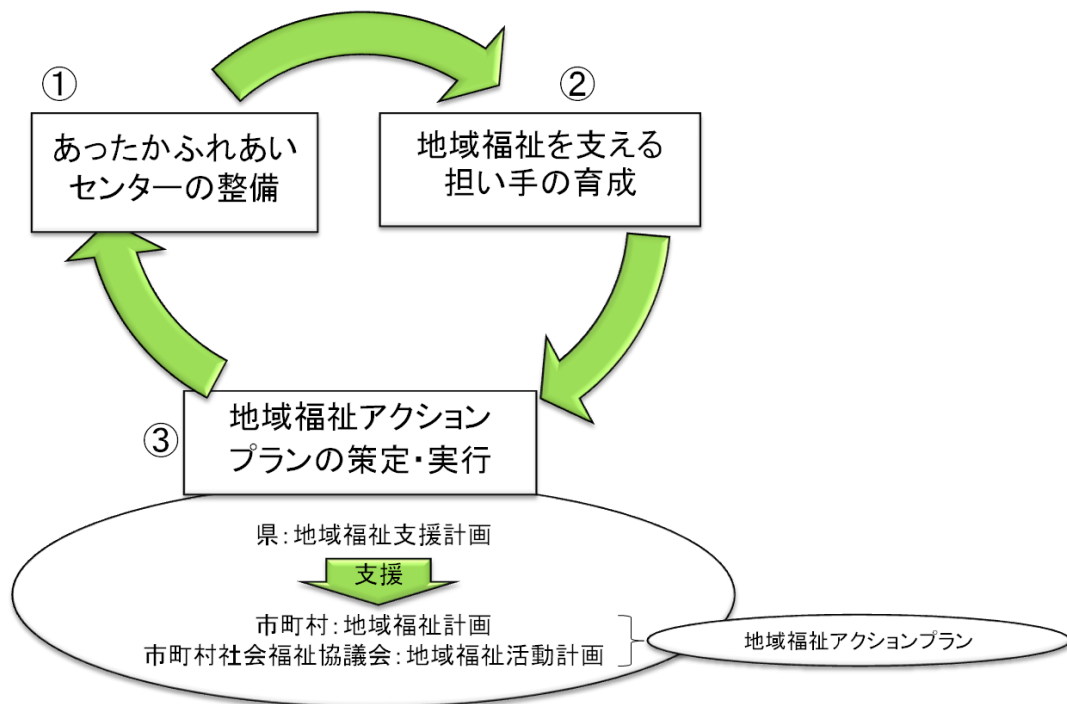 ①
あったかふれあい
センターの整備
②
地域福祉を支える
担い手の育成
③
地域福祉アクション
プランの策定・実行
県：地域福祉支援計画
支援
市町村：地域福祉計画
市町村社会福祉協議会：地域福祉活動計画
地域福祉アクションプラン